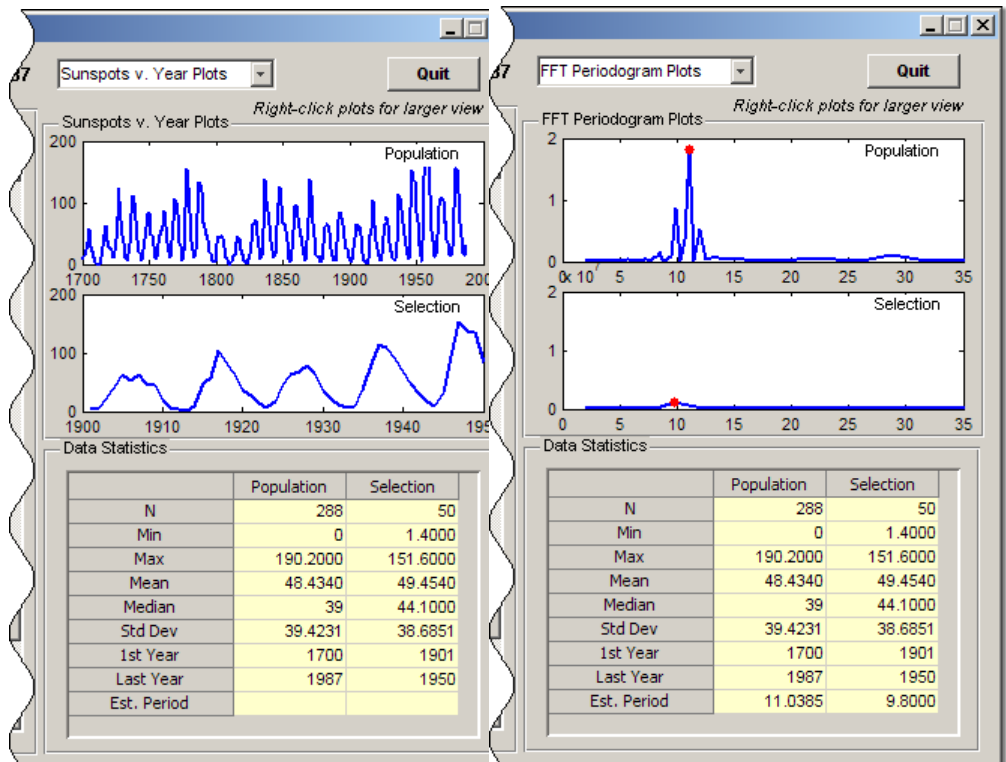 37
Sunspots v. Year Plots
Quit
Right-click plots for larger view
Sunspots v. Year Plots
200
100
0
Population
1700 1750 1800 1850 1900 1950 200
200
100
0
Selection
1900 1910 1920 1930 1940 195
Data Statistics
Population Selection
N 288 50
Min 0 1.4000
Max 190.2000 151.6000
Mean 48.4340 49.4540
Median 39 44.1000
Std Dev 39.4231 38.6851
1st Year 1700 1901
Last Year 1987 1950
Est. Period
37
FFT Periodogram Plots
Quit
Right-click plots for larger view
FFT Periodogram Plots
2
1
0
Population
0 5 10 15 20 25 30 35
x 10
2
1
0
Selection
0 5 10 15 20 25 30 35
Data Statistics
Population Selection
N 288 50
Min 0 1.4000
Max 190.2000 151.6000
Mean 48.4340 49.4540
Median 39 44.1000
Std Dev 39.4231 38.6851
1st Year 1700 1901
Last Year 1987 1950
Est. Period 11.0385 9.8000